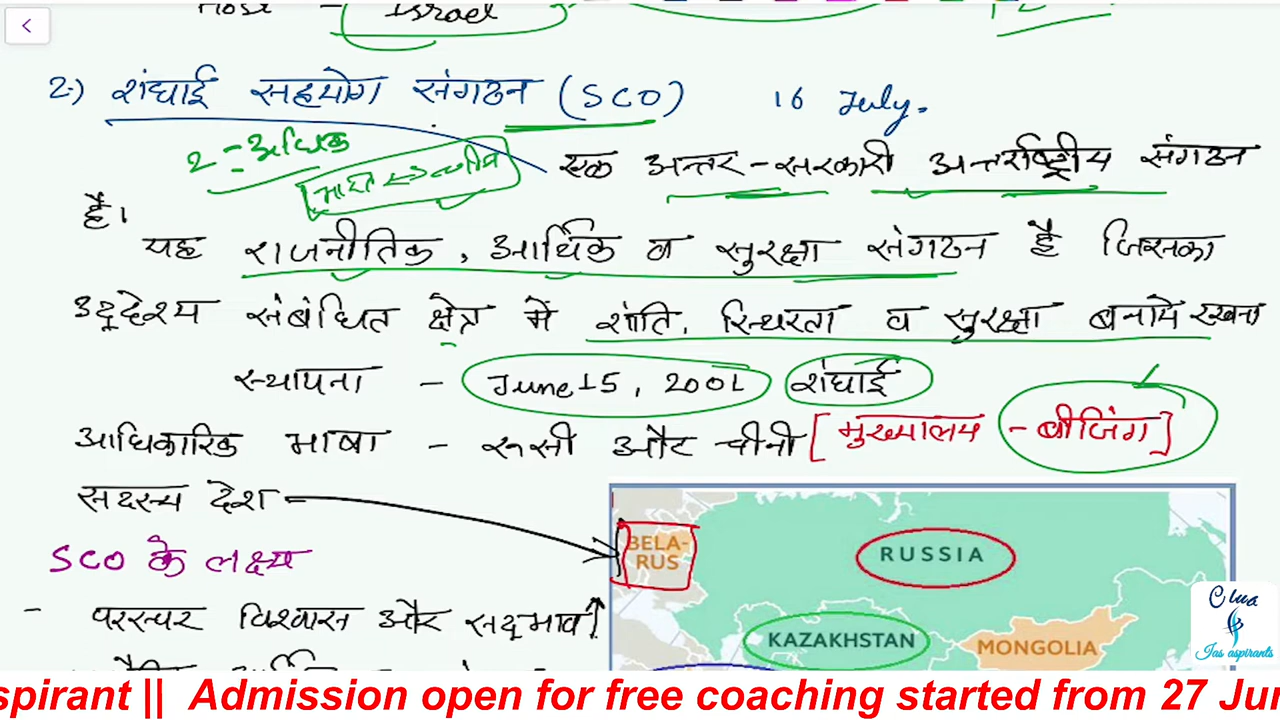 Israel
2.) शंघाई सहयोग संगठन (SCO) 16 July.
2 - अधिक
एक अन्तर - सरकारी अन्तर्राष्ट्रीय संगठन
है।
यह राजनीतिक, आर्थिक व सुरक्षा संगठन है जिसका
उद्देश्य संबंधित क्षेत्र में शांति, स्थिरता व सुरक्षा बनाये रखना
स्थापना - June 15, 2001 शंघाई
आधिकारिक भाषा - रूसी और चीनी [मुख्यालय - बीजिंग]
सदस्य देश
SCO के लक्ष्य
- परस्पर विश्वास और सद्भाव
BELA-
RUS
RUSSIA
KAZAKHSTAN
MONGOLIA
Clue
Ias aspirants
spirant || Admission open for free coaching started from 27 Jun